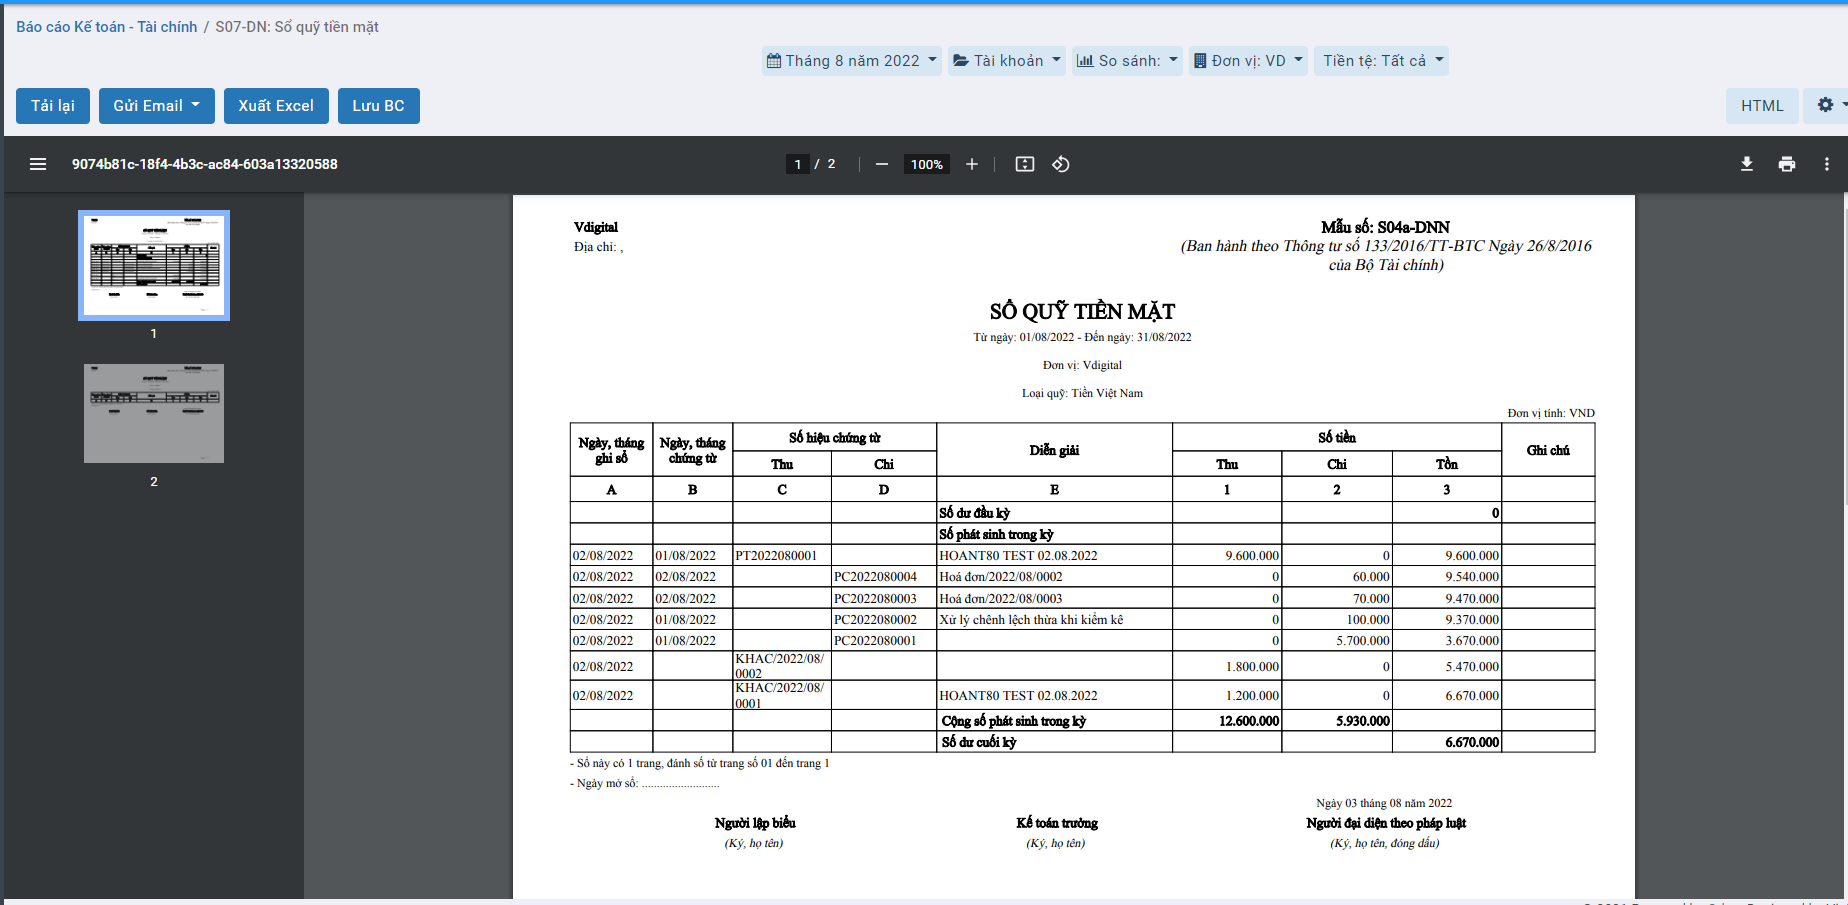 Báo cáo Kế toán - Tài chính / S07-DN: Sổ quỹ tiền mặt
Tháng 8 năm 2022 Tài khoản So sánh: Đơn vị: VD Tiền tệ: Tất cả
Tải lại Gửi Email Xuất Excel Lưu BC HTML
9074b81c-18f4-4b3c-ac84-603a13320588 1 / 2 100%
1
2
Vdigital
Địa chỉ: ,
Mẫu số: S04a-DNN
(Ban hành theo Thông tư số 133/2016/TT-BTC Ngày 26/8/2016
của Bộ Tài chính)
SỔ QUỸ TIỀN MẶT
Từ ngày: 01/08/2022 - Đến ngày: 31/08/2022
Đơn vị: Vdigital
Loại quỹ: Tiền Việt Nam
Đơn vị tính: VND
Ngày, tháng ghi sổ Ngày, tháng chứng từ Số hiệu chứng từ Diễn giải Số tiền Ghi chú
Thu Chi Thu Chi Tồn
A B C D E 1 2 3
Số dư đầu kỳ 0
Số phát sinh trong kỳ
02/08/2022 01/08/2022 PT2022080001 HOANT80 TEST 02.08.2022 9.600.000 0 9.600.000
02/08/2022 02/08/2022 PC2022080004 Hoá đơn/2022/08/0002 0 60.000 9.540.000
02/08/2022 02/08/2022 PC2022080003 Hoá đơn/2022/08/0003 0 70.000 9.470.000
02/08/2022 01/08/2022 PC2022080002 Xử lý chênh lệch thừa khi kiểm kê 0 100.000 9.370.000
02/08/2022 01/08/2022 PC2022080001 0 5.700.000 3.670.000
02/08/2022 KHAC/2022/08/0002 1.800.000 0 5.470.000
02/08/2022 KHAC/2022/08/0001 HOANT80 TEST 02.08.2022 1.200.000 0 6.670.000
Cộng số phát sinh trong kỳ 12.600.000 5.930.000
Số dư cuối kỳ 6.670.000
- Sổ này có 1 trang, đánh số từ trang số 01 đến trang 1
- Ngày mở sổ: ..........................
Ngày 03 tháng 08 năm 2022
Người lập biểu Kế toán trưởng Người đại diện theo pháp luật
(Ký, họ tên) (Ký, họ tên) (Ký, họ tên, đóng dấu)